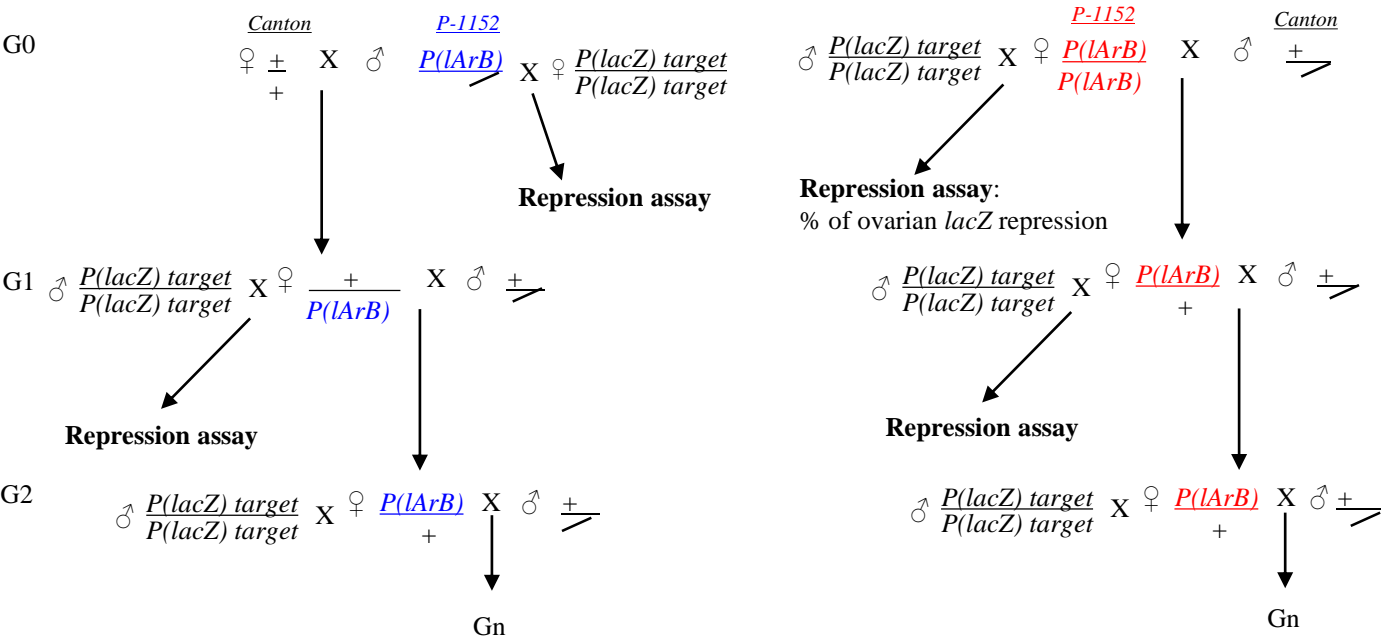 G0
Canton
P-1152
♀ + X ♂ P(lArB) X ♀ P(lacZ) target
+ P(lacZ) target
Repression assay
P-1152
Canton
♂ P(lacZ) target X ♀ P(lArB) X ♂ +
P(lacZ) target P(lArB)
Repression assay:
% of ovarian lacZ repression
G1
♂ P(lacZ) target X ♀ + X ♂ +
P(lacZ) target P(lArB)
Repression assay
♂ P(lacZ) target X ♀ P(lArB) X ♂ +
P(lacZ) target +
Repression assay
G2
♂ P(lacZ) target X ♀ P(lArB) X ♂ +
P(lacZ) target +
Gn
♂ P(lacZ) target X ♀ P(lArB) X ♂ +
P(lacZ) target +
Gn